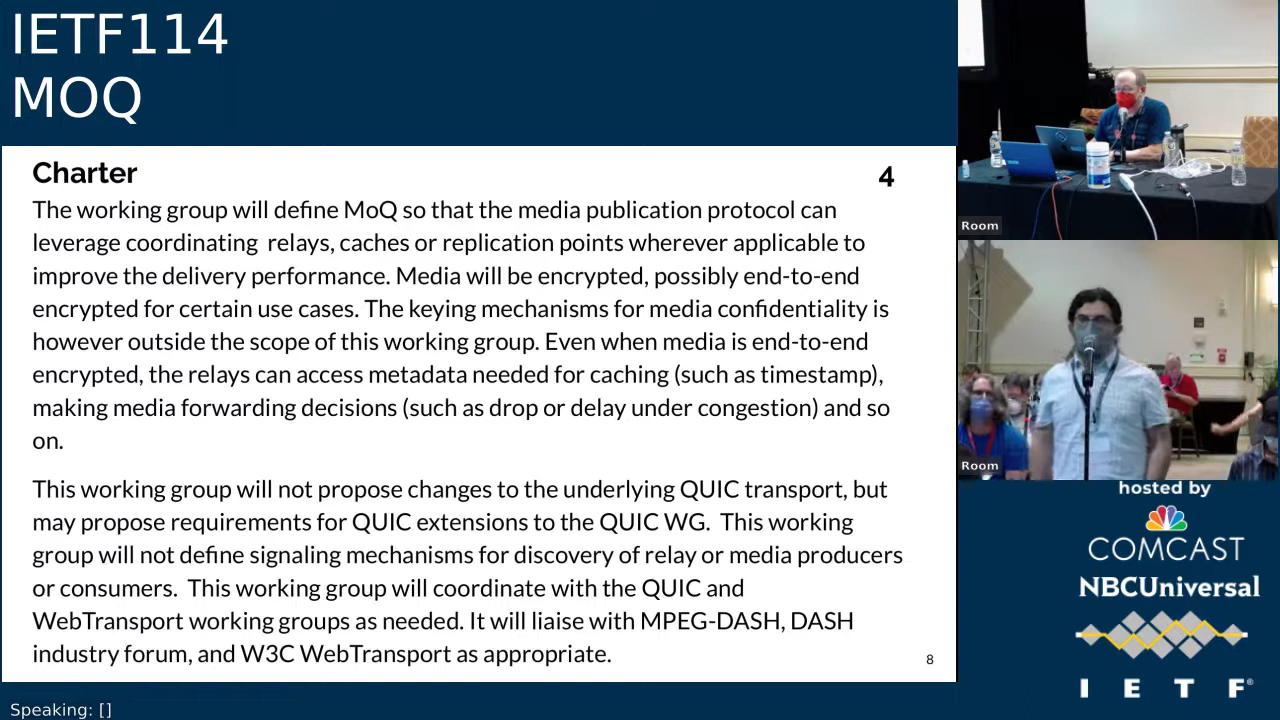 IETF114
MOQ
Charter 4
The working group will define MoQ so that the media publication protocol can
leverage coordinating  relays, caches or replication points wherever applicable to
improve the delivery performance. Media will be encrypted, possibly end-to-end
encrypted for certain use cases. The keying mechanisms for media confidentiality is
however outside the scope of this working group. Even when media is end-to-end
encrypted, the relays can access metadata needed for caching (such as timestamp),
making media forwarding decisions (such as drop or delay under congestion) and so
on.
This working group will not propose changes to the underlying QUIC transport, but
may propose requirements for QUIC extensions to the QUIC WG.  This working
group will not define signaling mechanisms for discovery of relay or media producers
or consumers.  This working group will coordinate with the QUIC and
WebTransport working groups as needed. It will liaise with MPEG-DASH, DASH
industry forum, and W3C WebTransport as appropriate.
8
Speaking: []
Room
Room
hosted by
COMCAST
NBCUniversal
I E T F®